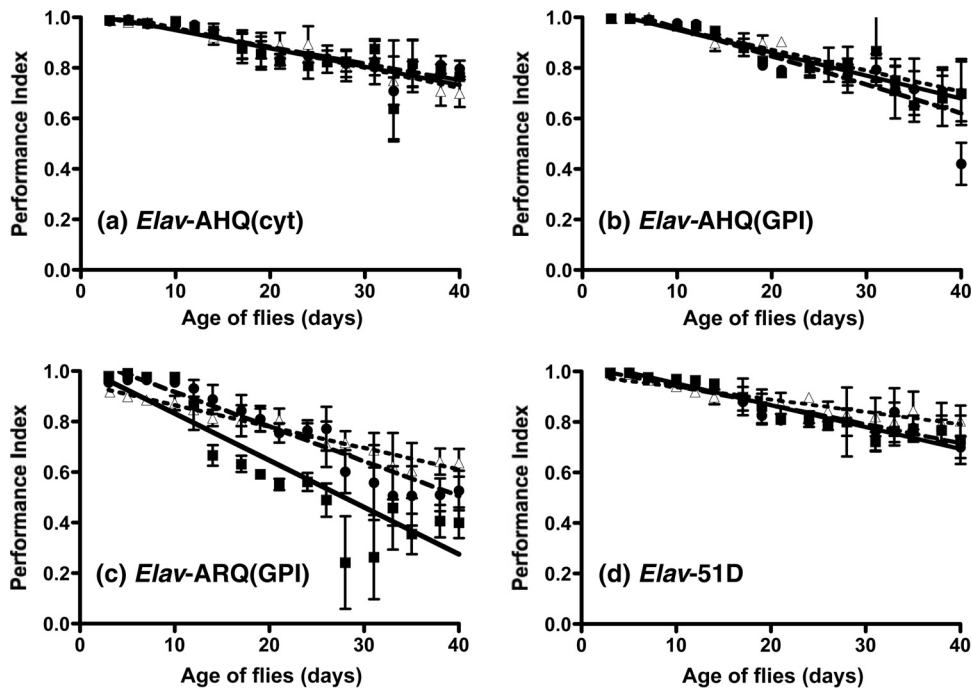 1.0
0.8
0.6
0.4
0.2
0.0
Performance Index
(a) Elav-AHQ(cyt)
0 10 20 30 40
Age of flies (days)
1.0
0.8
0.6
0.4
0.2
0.0
Performance Index
(b) Elav-AHQ(GPI)
0 10 20 30 40
Age of flies (days)
1.0
0.8
0.6
0.4
0.2
0.0
Performance Index
(c) Elav-ARQ(GPI)
0 10 20 30 40
Age of flies (days)
1.0
0.8
0.6
0.4
0.2
0.0
Performance Index
(d) Elav-51D
0 10 20 30 40
Age of flies (days)